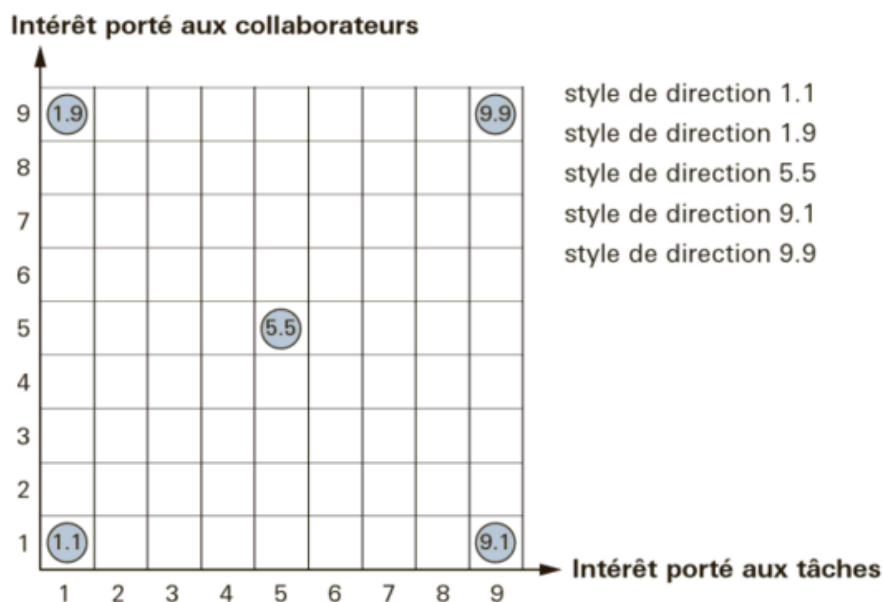 Intérêt porté aux collaborateurs
9 1.9 9.9
8
7
6
5 5.5
4
3
2
1 1.1 9.1
1 2 3 4 5 6 7 8 9
Intérêt porté aux tâches
style de direction 1.1
style de direction 1.9
style de direction 5.5
style de direction 9.1
style de direction 9.9